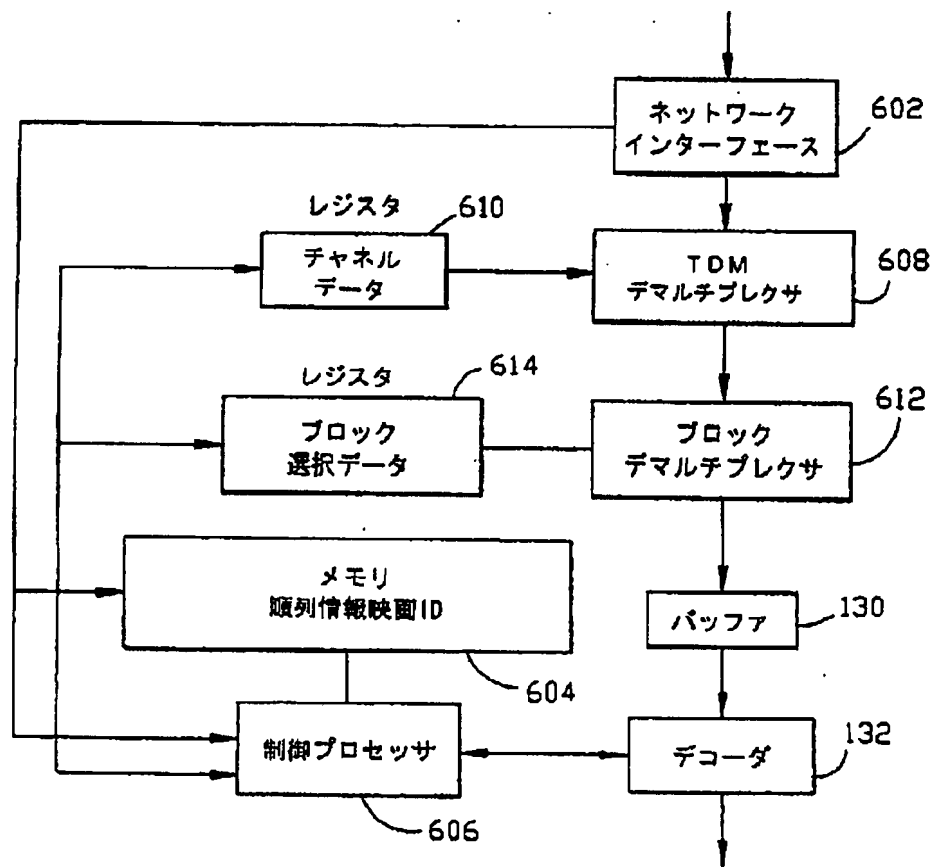 ネットワーク
インターフェース
602
レジスタ
610
チャネル
データ
TDM
デマルチプレクサ
608
レジスタ
614
ブロック
選択データ
ブロック
デマルチプレクサ
612
メモリ
順列情報映画ID
604
バッファ
130
制御プロセッサ
606
デコーダ
132